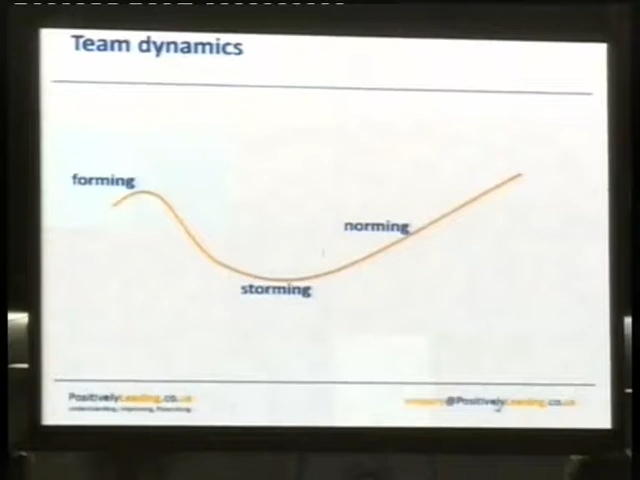 Team dynamics
forming
norming
storming
PositivelyLeading.co.uk
@PositivelyLeading.co.uk